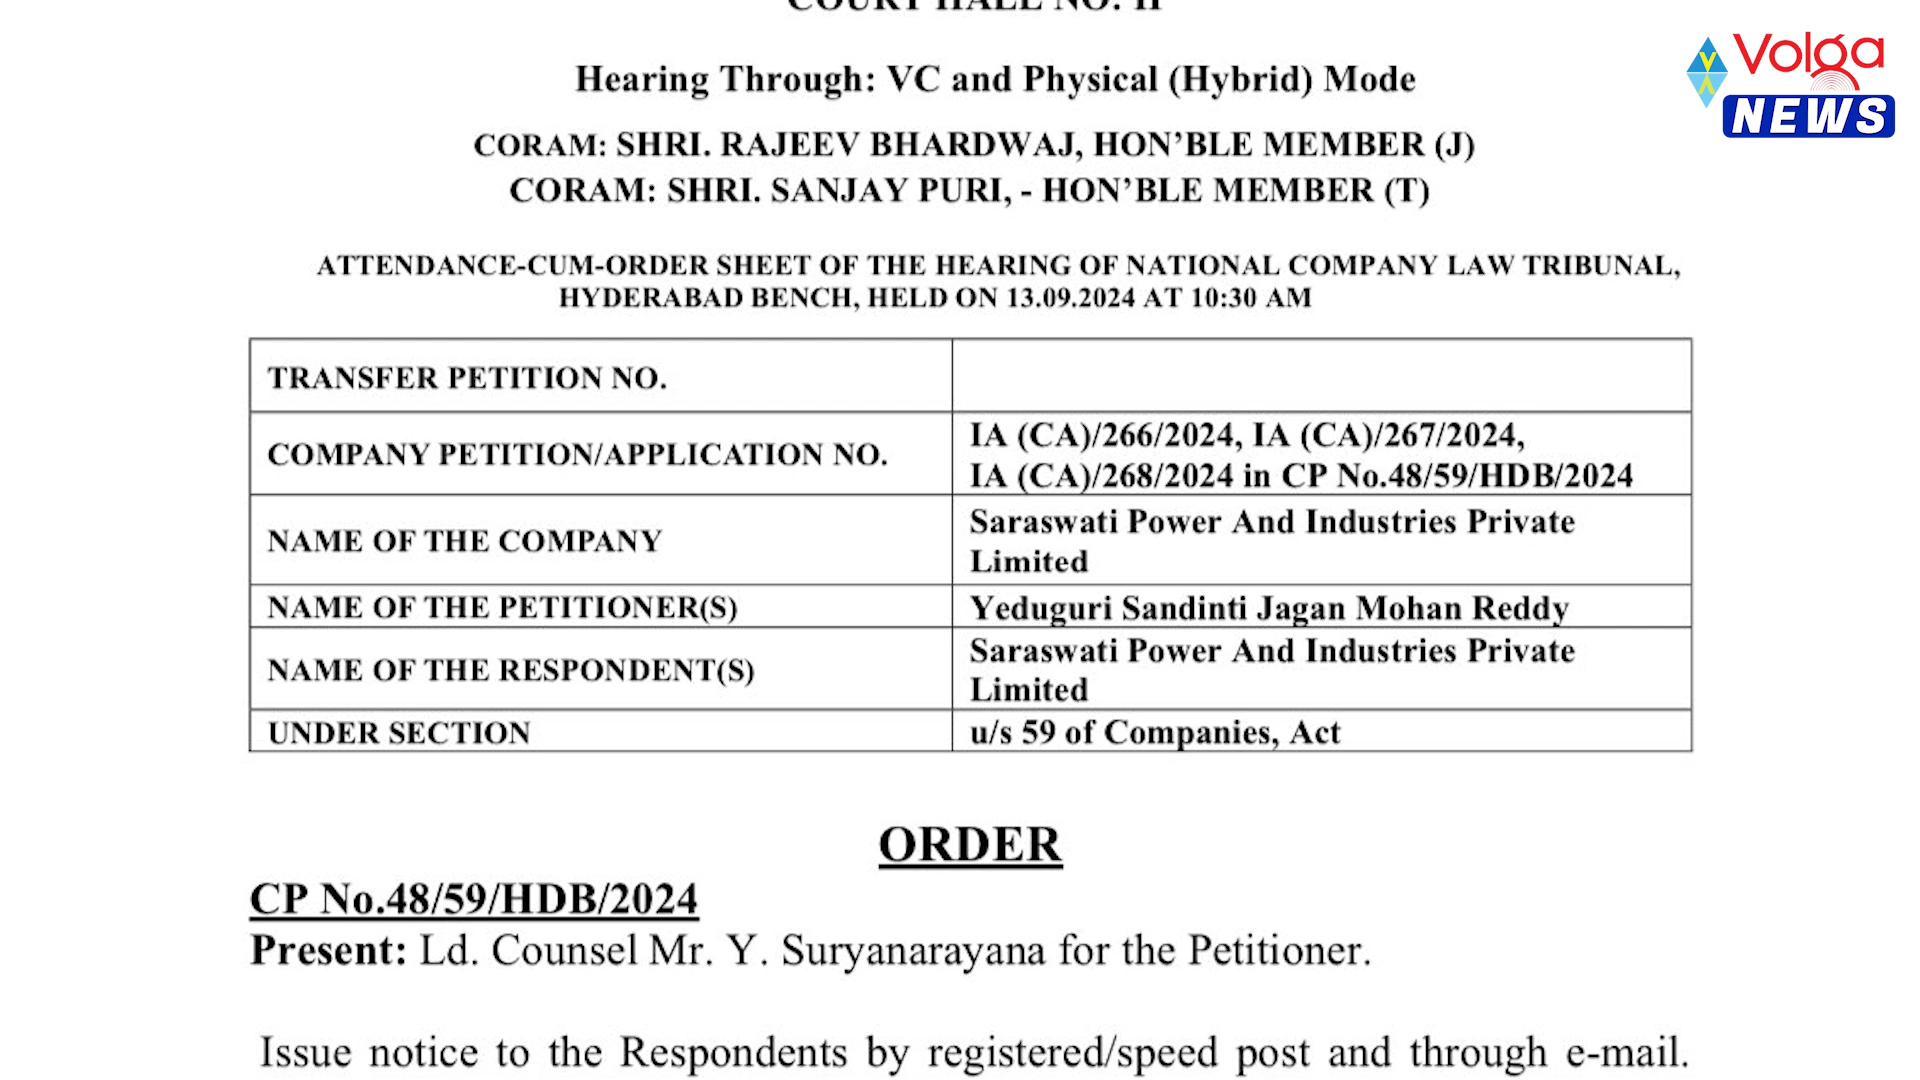 COURT HALL NO. II
Hearing Through: VC and Physical (Hybrid) Mode
CORAM: SHRI. RAJEEV BHARDWAJ, HON’BLE MEMBER (J)
CORAM: SHRI. SANJAY PURI, - HON’BLE MEMBER (T)
ATTENDANCE-CUM-ORDER SHEET OF THE HEARING OF NATIONAL COMPANY LAW TRIBUNAL,
HYDERABAD BENCH, HELD ON 13.09.2024 AT 10:30 AM
TRANSFER PETITION NO.
COMPANY PETITION/APPLICATION NO.
IA (CA)/266/2024, IA (CA)/267/2024,
IA (CA)/268/2024 in CP No.48/59/HDB/2024
NAME OF THE COMPANY
Saraswati Power And Industries Private
Limited
NAME OF THE PETITIONER(S)
Yeduguri Sandinti Jagan Mohan Reddy
NAME OF THE RESPONDENT(S)
Saraswati Power And Industries Private
Limited
UNDER SECTION
u/s 59 of Companies, Act
ORDER
CP No.48/59/HDB/2024
Present: Ld. Counsel Mr. Y. Suryanarayana for the Petitioner.
Issue notice to the Respondents by registered/speed post and through e-mail.
Volga
NEWS